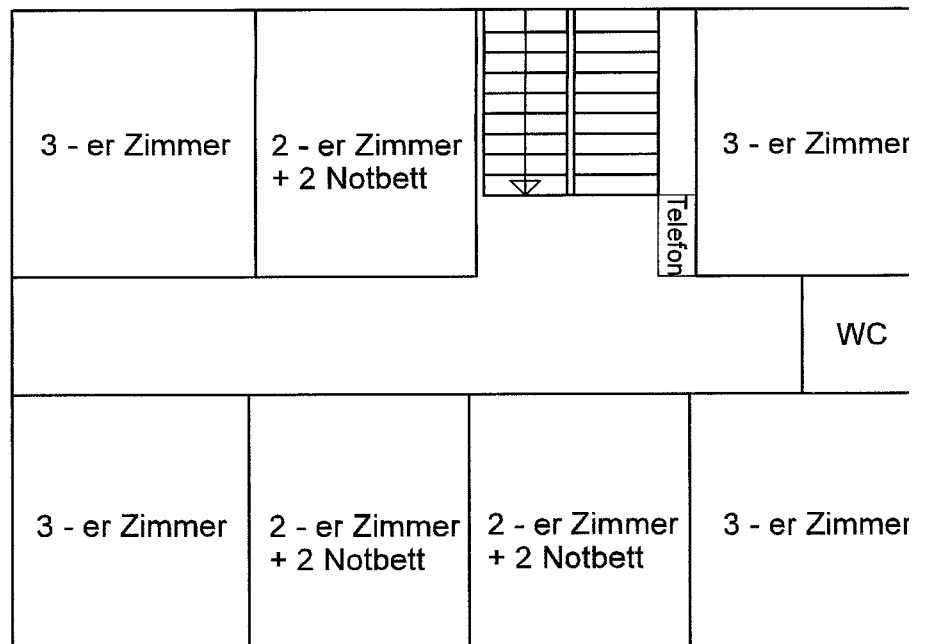 3 - er Zimmer
2 - er Zimmer
+ 2 Notbett
3 - er Zimmer
Telefon
WC
3 - er Zimmer
2 - er Zimmer
+ 2 Notbett
2 - er Zimmer
+ 2 Notbett
3 - er Zimmer